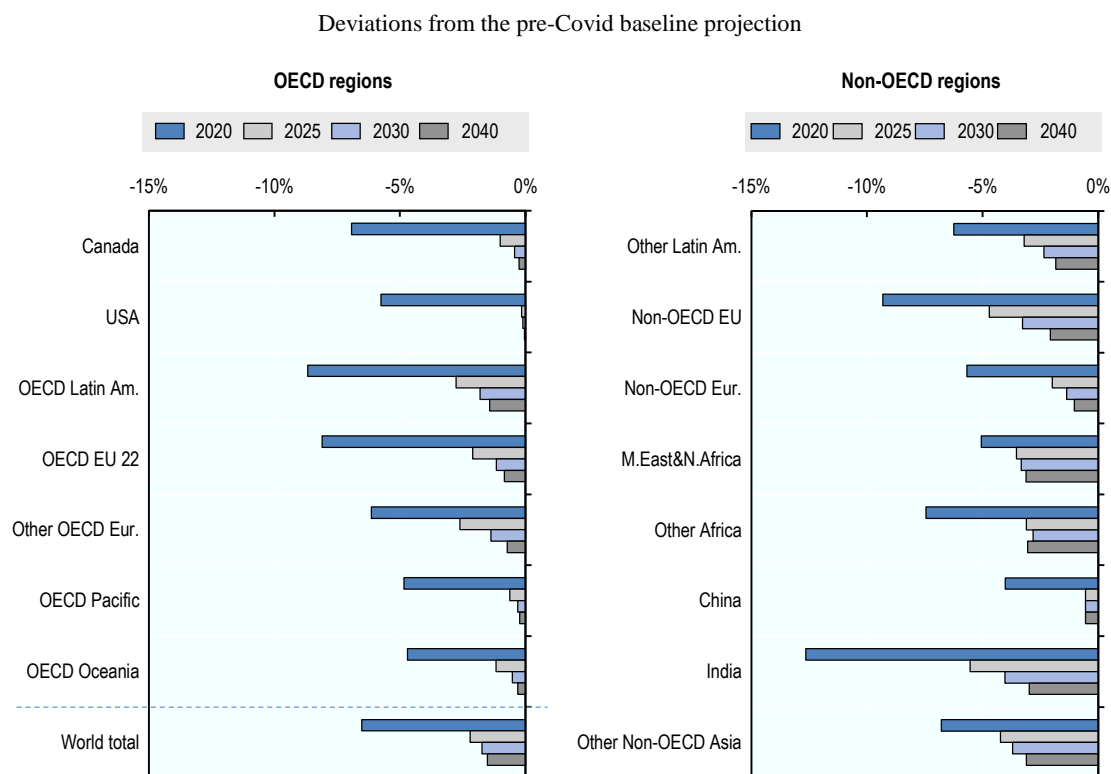 Deviations from the pre-Covid baseline projection
OECD regions
2020 2025 2030 2040
-15% -10% -5% 0%
Canada
USA
OECD Latin Am.
OECD EU 22
Other OECD Eur.
OECD Pacific
OECD Oceania
World total
Non-OECD regions
2020 2025 2030 2040
-15% -10% -5% 0%
Other Latin Am.
Non-OECD EU
Non-OECD Eur.
M.East&N.Africa
Other Africa
China
India
Other Non-OECD Asia